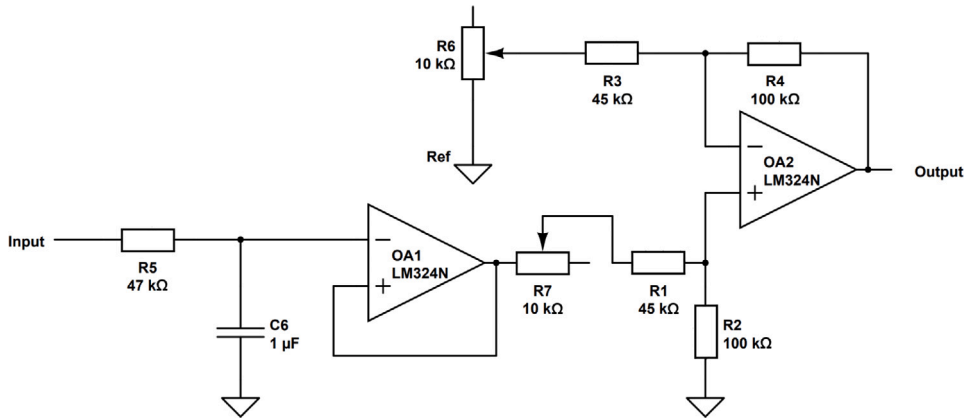 R6
10 kΩ
R3
45 kΩ
R4
100 kΩ
Ref
−
+
OA2
LM324N
Output
Input
R5
47 kΩ
C6
1 µF
−
+
OA1
LM324N
R7
10 kΩ
R1
45 kΩ
R2
100 kΩ